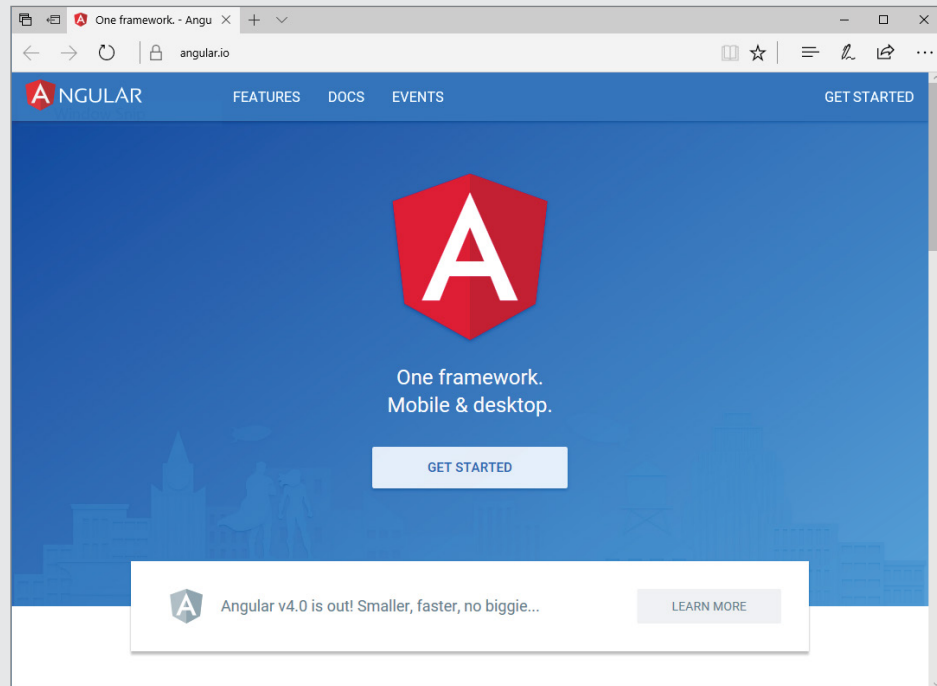 One framework. - Angu
angular.io
ANGULAR
FEATURES DOCS EVENTS
GET STARTED
A
One framework.
Mobile & desktop.
GET STARTED
A
Angular v4.0 is out! Smaller, faster, no biggie...
LEARN MORE